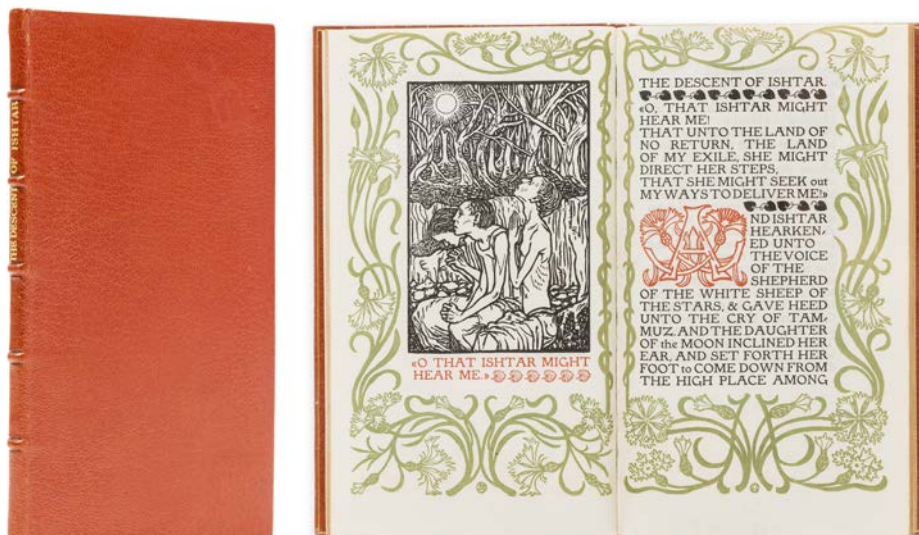 THE DESCENT OF ISHTAR
«O THAT ISHTAR MIGHT
HEAR ME.»
THE DESCENT OF ISHTAR.
«O, THAT ISHTAR MIGHT
HEAR ME!
THAT UNTO THE LAND OF
NO RETURN, THE LAND
OF MY EXILE, SHE MIGHT
DIRECT HER STEPS,
THAT SHE MIGHT SEEK out
MY WAYS TO DELIVER ME!»
AND ISHTAR
HEARKEN,
ED UNTO
THE VOICE
OF THE
SHEPHERD
OF THE WHITE SHEEP OF
THE STARS, & GAVE HEED
UNTO THE CRY OF TAM,
MUZ. AND THE DAUGHTER
OF the MOON INCLINED HER
EAR, AND SET FORTH HER
FOOT to COME DOWN FROM
THE HIGH PLACE AMONG